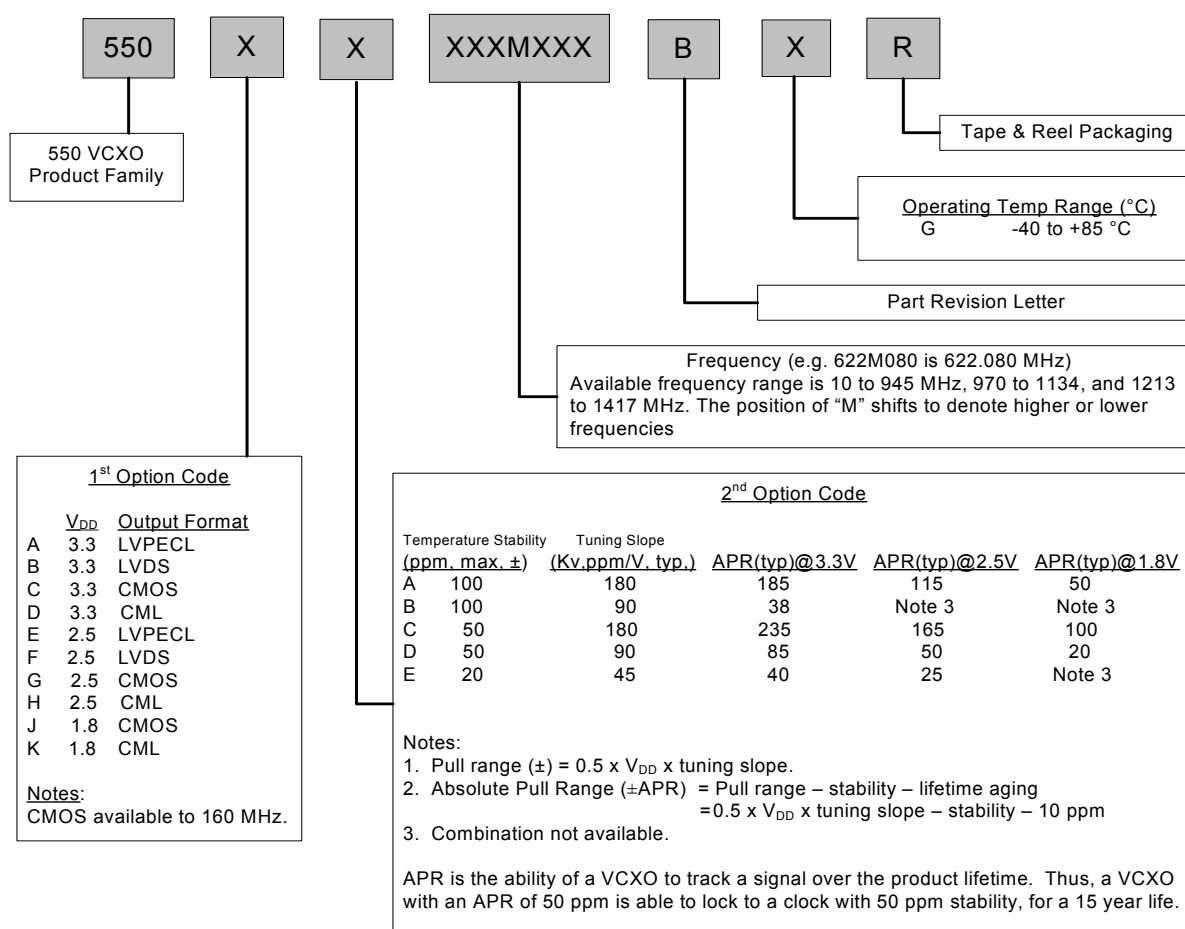 550 X X XXXMXXX B X R
550 VCXO
Product Family
Tape & Reel Packaging
Operating Temp Range (°C)
G -40 to +85 °C
Part Revision Letter
Frequency (e.g. 622M080 is 622.080 MHz)
Available frequency range is 10 to 945 MHz, 970 to 1134, and 1213
to 1417 MHz. The position of “M” shifts to denote higher or lower
frequencies
1st Option Code
VDD Output Format
A 3.3 LVPECL
B 3.3 LVDS
C 3.3 CMOS
D 3.3 CML
E 2.5 LVPECL
F 2.5 LVDS
G 2.5 CMOS
H 2.5 CML
J 1.8 CMOS
K 1.8 CML
Notes:
CMOS available to 160 MHz.
2nd Option Code
Temperature Stability Tuning Slope
(ppm, max, ±) (Kv,ppm/V, typ,) APR(typ)@3.3V APR(typ)@2.5V APR(typ)@1.8V
A 100 180 185 115 50
B 100 90 38 Note 3 Note 3
C 50 180 235 165 100
D 50 90 85 50 20
E 20 45 40 25 Note 3
Notes:
1. Pull range (±) = 0.5 x VDD x tuning slope.
2. Absolute Pull Range (±APR) = Pull range – stability – lifetime aging
=0.5 x VDD x tuning slope – stability – 10 ppm
3. Combination not available.
APR is the ability of a VCXO to track a signal over the product lifetime. Thus, a VCXO
with an APR of 50 ppm is able to lock to a clock with 50 ppm stability, for a 15 year life.